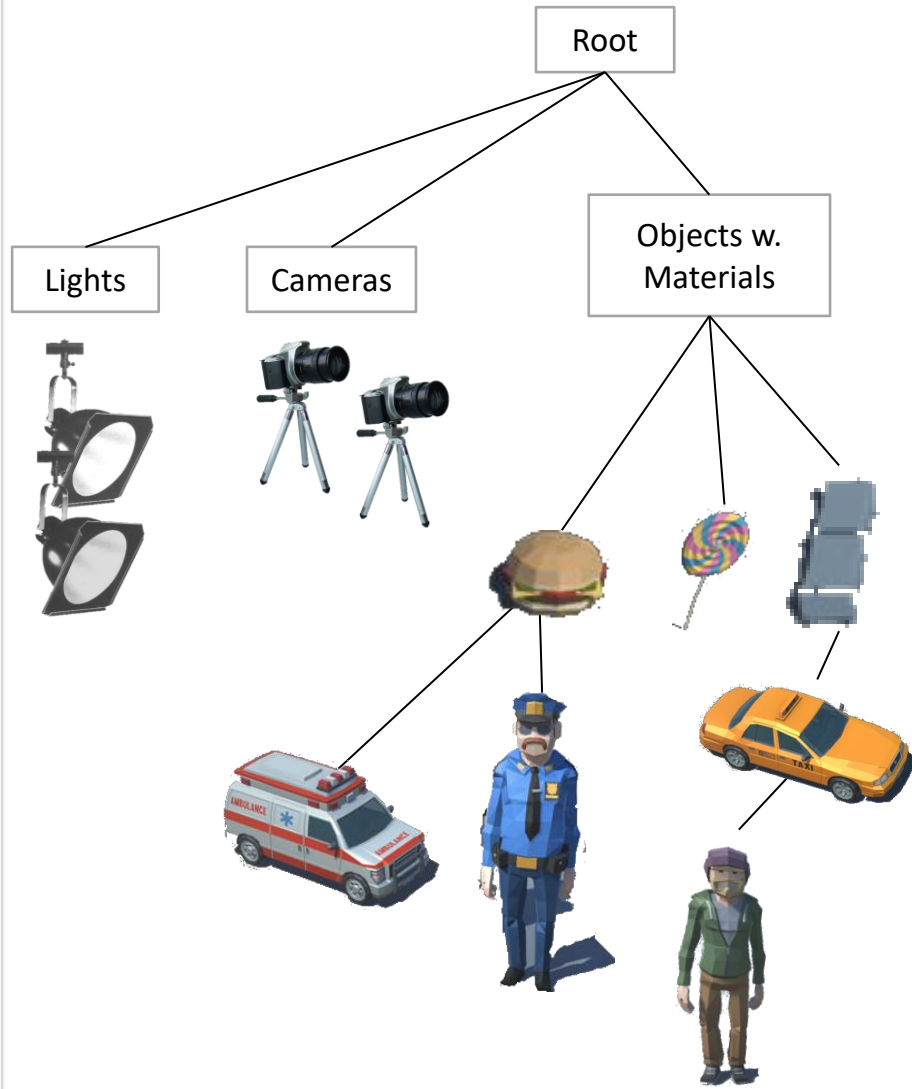 Root
Lights
Cameras
Objects w.
Materials
AMBULANCE
AMBULANCE
TAXI